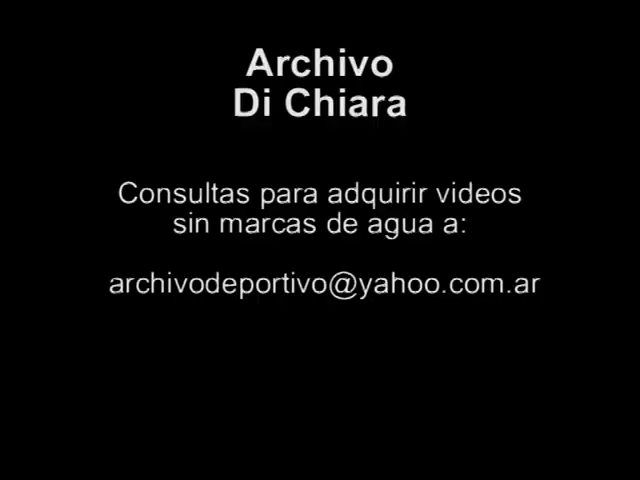 Archivo
Di Chiara
Consultas para adquirir videos
sin marcas de agua a:
archivodeportivo@yahoo.com.ar